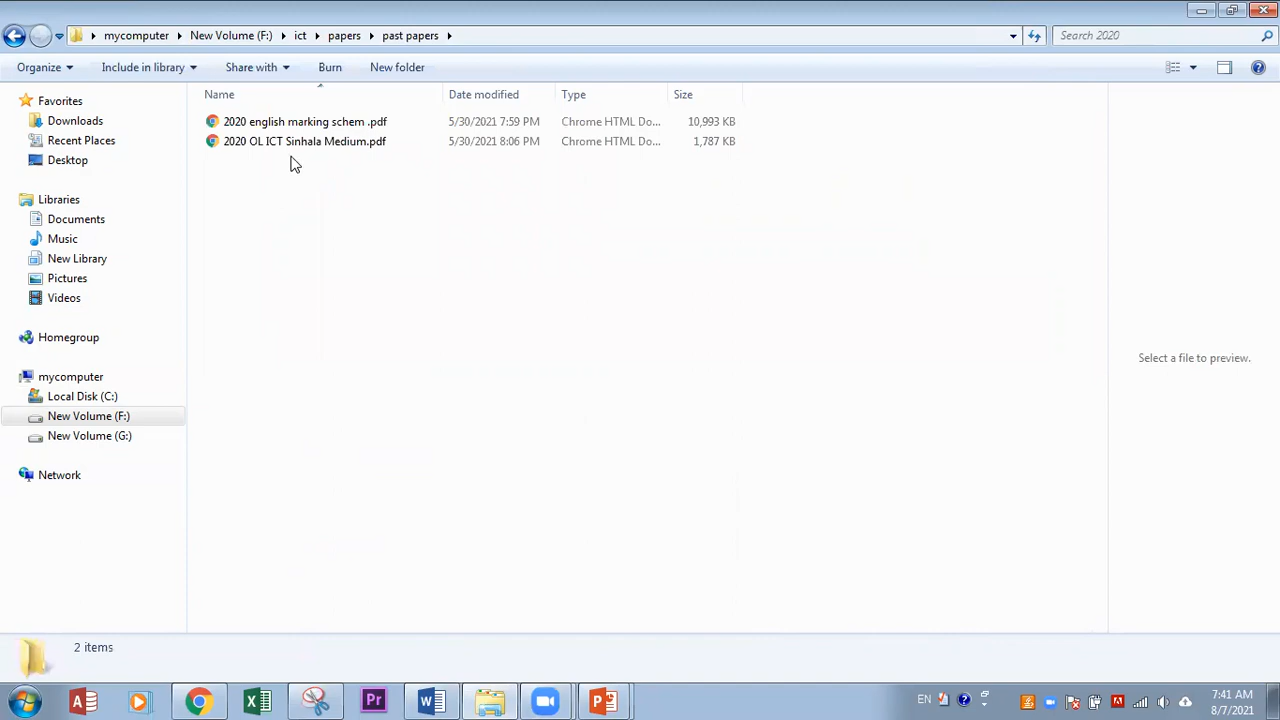 mycomputer New Volume (F:) ict papers past papers Search 2020
Organize Include in library Share with Burn New folder
Name Date modified Type Size
2020 english marking schem .pdf 5/30/2021 7:59 PM Chrome HTML Do... 10,993 KB
2020 OL ICT Sinhala Medium.pdf 5/30/2021 8:06 PM Chrome HTML Do... 1,787 KB
Favorites
Downloads
Recent Places
Desktop
Libraries
Documents
Music
New Library
Pictures
Videos
Homegroup
mycomputer
Local Disk (C:)
New Volume (F:)
New Volume (G:)
Network
Select a file to preview.
2 items
EN
7:41 AM
8/7/2021